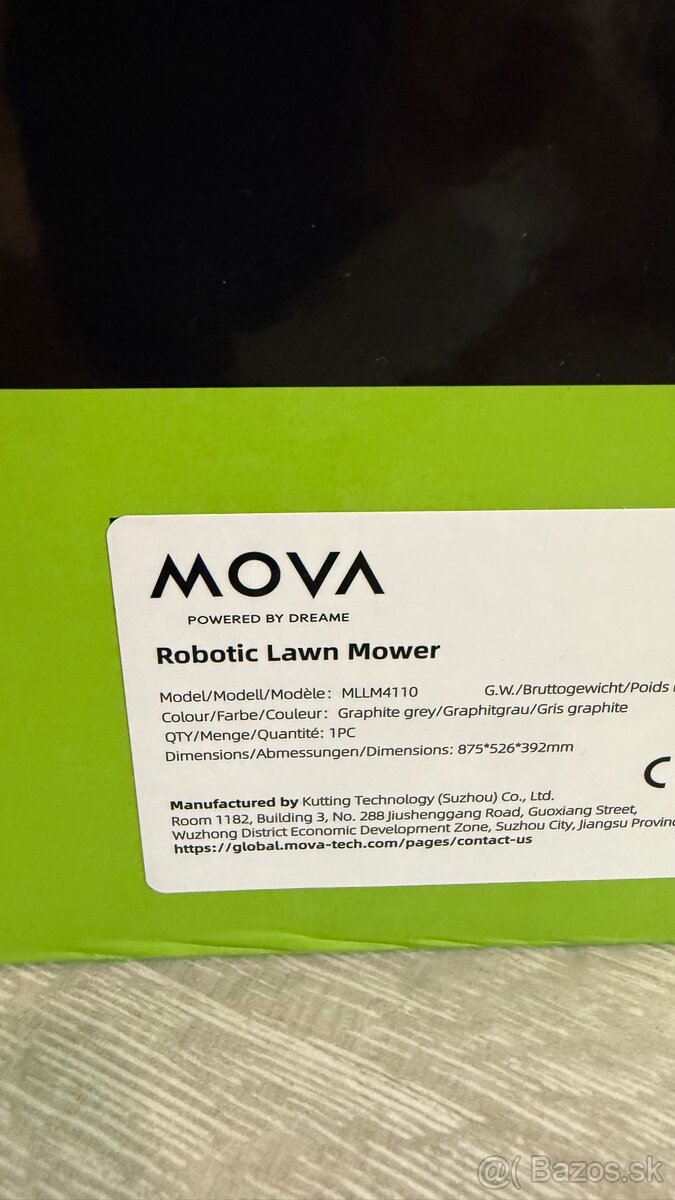 MOVA
POWERED BY DREAME
Robotic Lawn Mower
Model/Modell/Modèle: MLLM4110 G.W./Bruttogewicht/Poids
Colour/Farbe/Couleur: Graphite grey/Graphitgrau/Gris graphite
QTY/Menge/Quantité: 1PC
Dimensions/Abmessungen/Dimensions: 875*526*392mm
Manufactured by Kutting Technology (Suzhou) Co., Ltd.
Room 1182, Building 3, No. 288 Jiushenggang Road, Guoxiang Street,
Wuzhong District Economic Development Zone, Suzhou City, Jiangsu Provinc
https://global.mova-tech.com/pages/contact-us
@( Bazos.sk